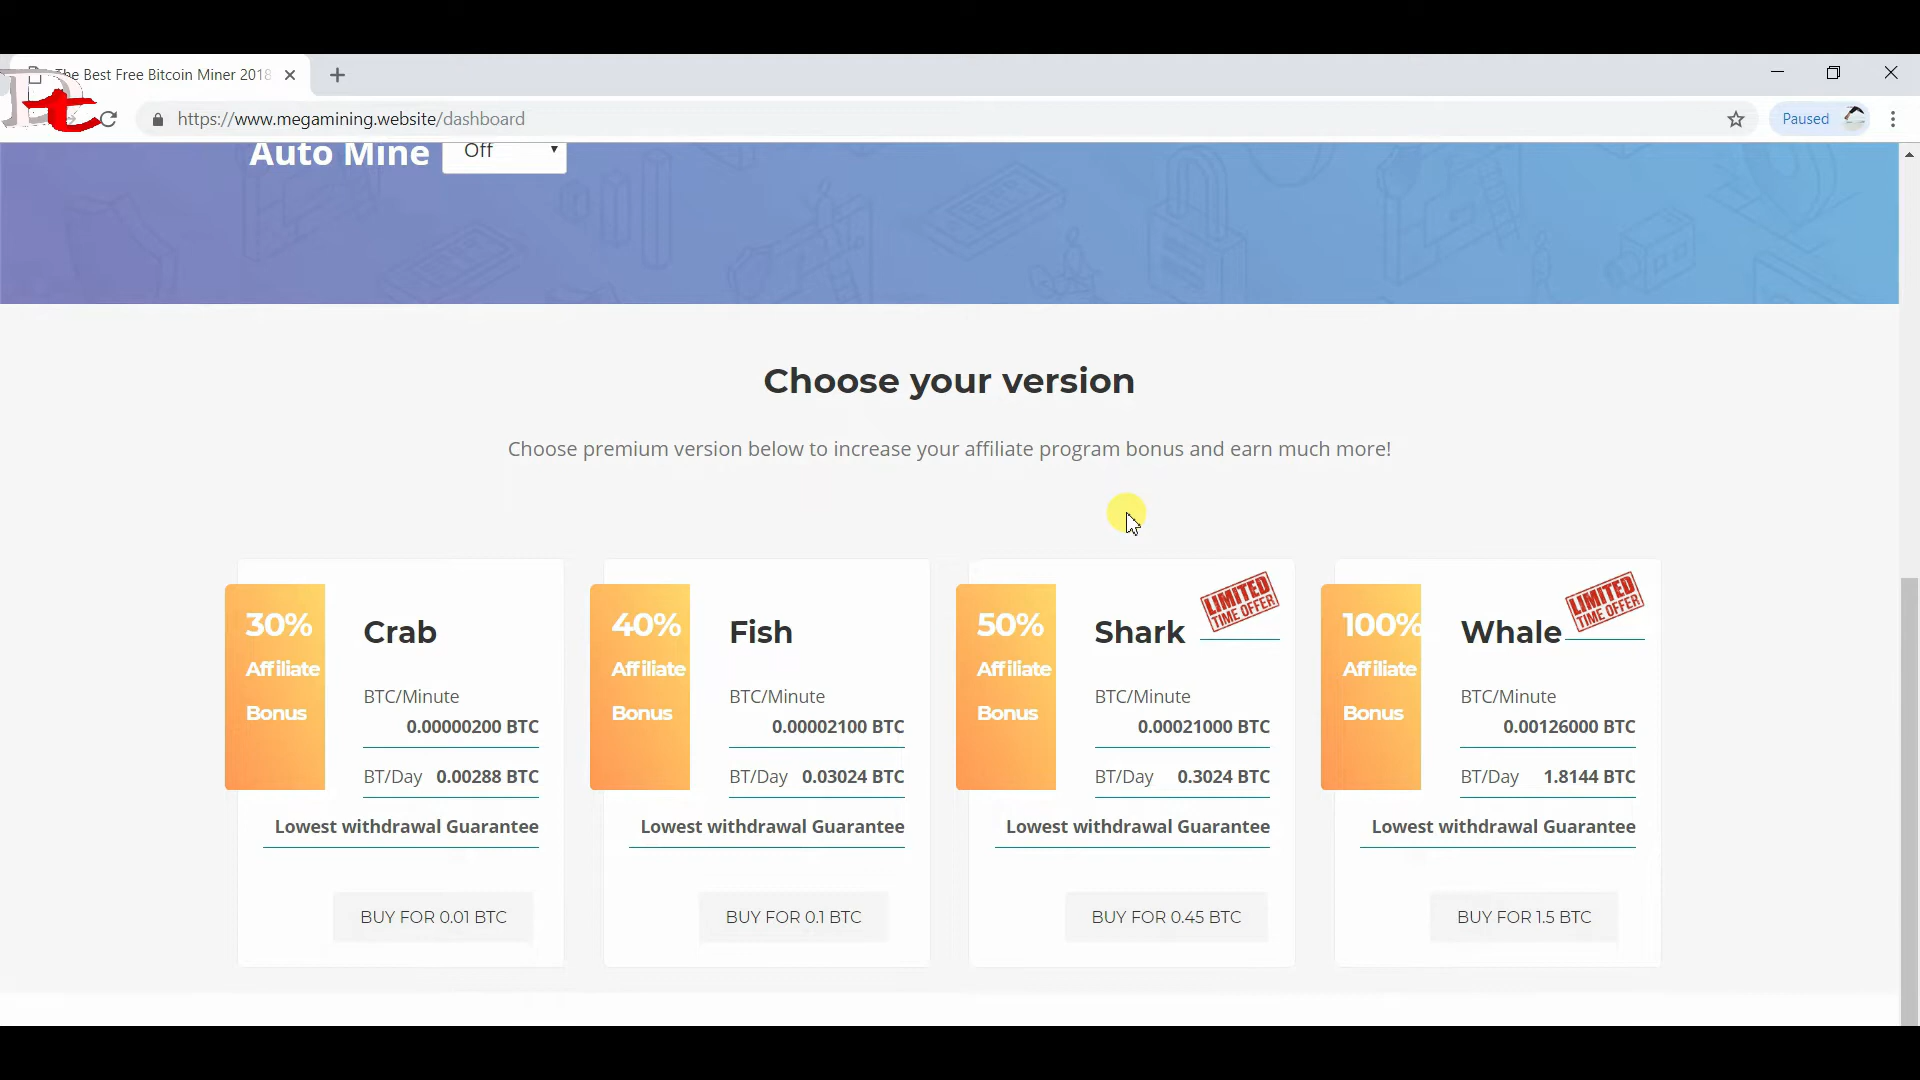 The Best Free Bitcoin Miner 2018
https://www.megamining.website/dashboard
Paused
Auto Mine Off
Choose your version
Choose premium version below to increase your affiliate program bonus and earn much more!
30%
Affiliate
Bonus
Crab
BTC/Minute
0.00000200 BTC
BT/Day 0.00288 BTC
Lowest withdrawal Guarantee
BUY FOR 0.01 BTC
40%
Affiliate
Bonus
Fish
BTC/Minute
0.00002100 BTC
BT/Day 0.03024 BTC
Lowest withdrawal Guarantee
BUY FOR 0.1 BTC
50%
Affiliate
Bonus
Shark
LIMITED
TIME OFFER
BTC/Minute
0.00021000 BTC
BT/Day 0.3024 BTC
Lowest withdrawal Guarantee
BUY FOR 0.45 BTC
100%
Affiliate
Bonus
Whale
LIMITED
TIME OFFER
BTC/Minute
0.00126000 BTC
BT/Day 1.8144 BTC
Lowest withdrawal Guarantee
BUY FOR 1.5 BTC